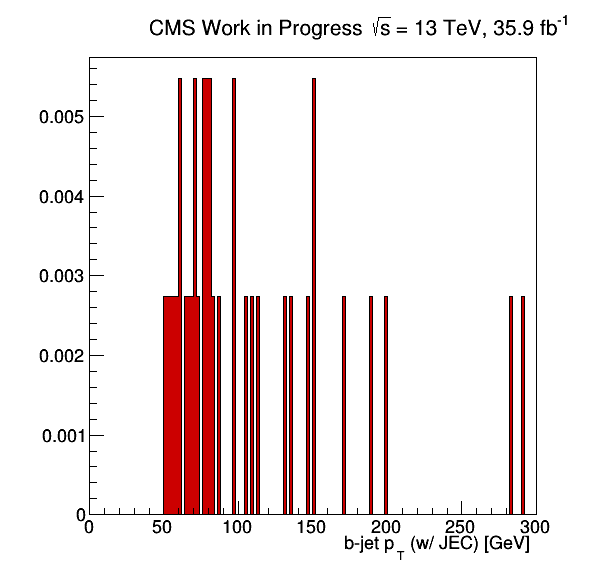 CMS Work in Progress √s = 13 TeV, 35.9 fb⁻¹
0.005
0.004
0.003
0.002
0.001
0
0 50 100 150 200 250 300
b-jet p_T (w/ JEC) [GeV]